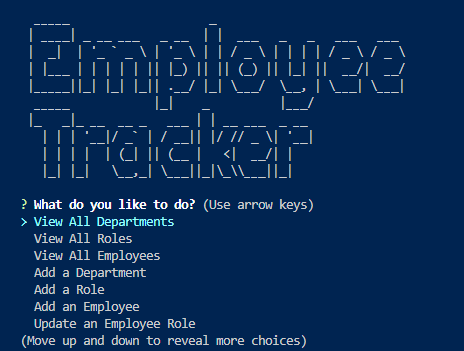 Employee
Tracker
? What do you like to do? (Use arrow keys)
> View All Departments
View All Roles
View All Employees
Add a Department
Add a Role
Add an Employee
Update an Employee Role
(Move up and down to reveal more choices)